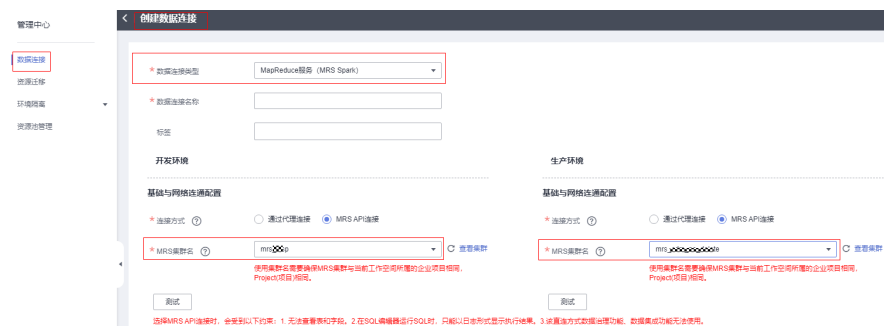 管理中心
数据连接
资源迁移
环境隔离
资源池管理
创建数据连接
* 数据连接类型 MapReduce服务 (MRS Spark)
* 数据连接名称
标签
开发环境
基础与网络连通配置
* 连接方式 ? 通过代理连接 MRS API连接
* MRS集群名 ? 查看集群
使用集群名需要确保MRS集群与当前工作空间所属的企业项目相同,
Project(项目)相同。
测试
生产环境
基础与网络连通配置
* 连接方式 ? 通过代理连接 MRS API连接
* MRS集群名 ? 查看集群
使用集群名需要确保MRS集群与当前工作空间所属的企业项目相同,
Project(项目)相同。
测试
选择MRS API连接时，会受到以下约束：1. 无法查看表和字段。2.在SQL编辑器运行SQL时，只能以日志形式显示执行结果。3.该直连方式数据治理功能、数据集成功能无法使用。